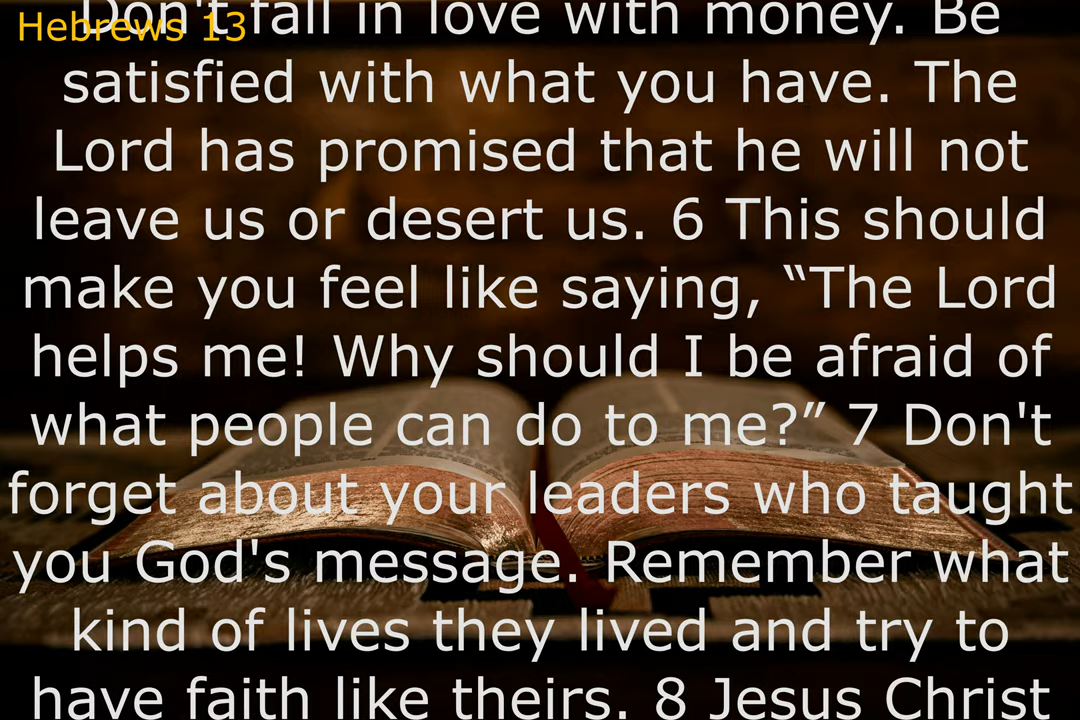 Hebrews 13
Don't fall in love with money. Be
satisfied with what you have. The
Lord has promised that he will not
leave us or desert us. 6 This should
make you feel like saying, “The Lord
helps me! Why should I be afraid of
what people can do to me?” 7 Don't
forget about your leaders who taught
you God's message. Remember what
kind of lives they lived and try to
have faith like theirs. 8 Jesus Christ